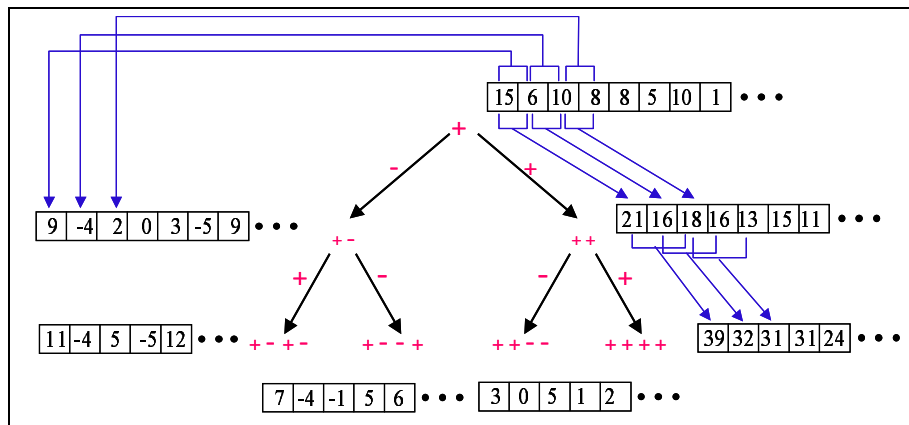 15 6 10 8 8 5 10 1 •••
+
- +
9 -4 2 0 3 -5 9 •••
21 16 18 16 13 15 11 •••
+ - + +
+ - - +
11 -4 5 -5 12 •••
+ - + - + - - + + + - - + + + +
39 32 31 31 24 •••
7 -4 -1 5 6 •••
3 0 5 1 2 •••